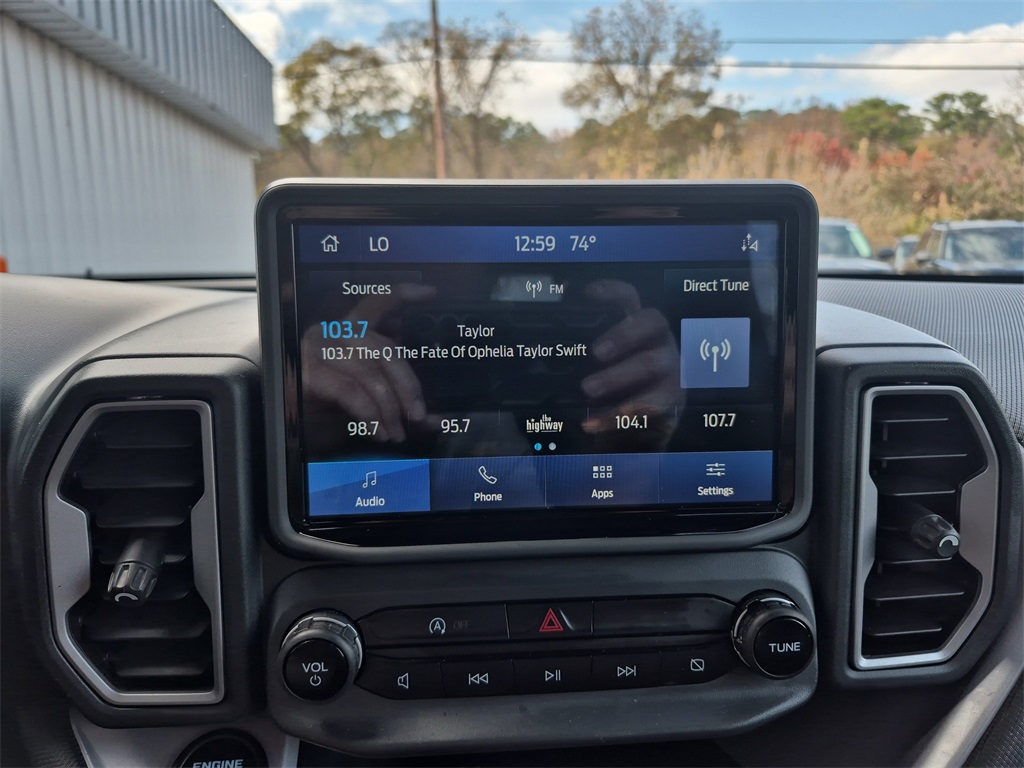 LO 12:59 74°
Sources FM Direct Tune
103.7 Taylor
103.7 The Q The Fate Of Ophelia Taylor Swift
98.7 95.7 the highway 104.1 107.7
Audio Phone Apps Settings
A OFF
VOL TUNE
ENGINE